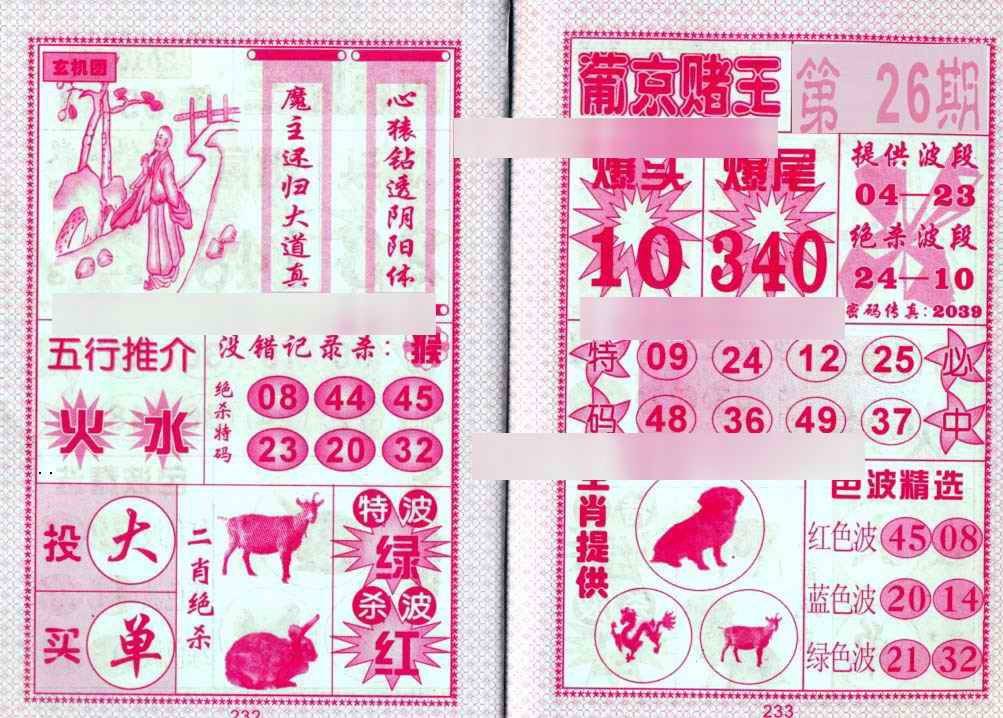 玄机图
心猿钻透阴阳体
魔主还归大道真
五行推介
火 水
没错记录杀：猴
绝杀特码
08 44 45
23 20 32
投 大
买 单
二肖绝杀
特波
绿
杀波
红
232
葡京赌王
第 26期
爆头
10
爆尾
340
提供波段
04—23
绝杀波段
24—10
密码传真：2039
特码
09 24 12 25
48 36 49 37
必中
生肖提供
色波精选
红色波 45 08
蓝色波 20 14
绿色波 21 32
233